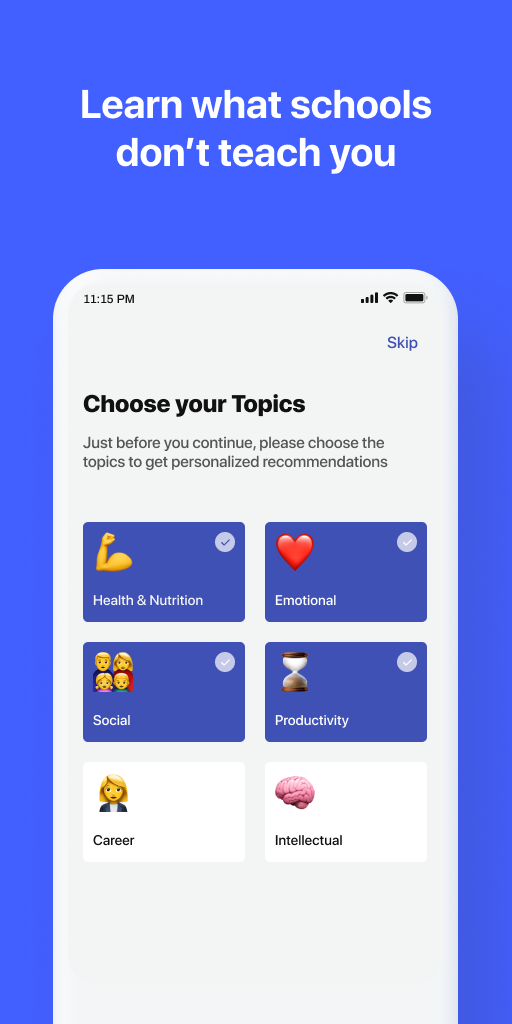 Learn what schools
don’t teach you
11:15 PM
Skip
Choose your Topics
Just before you continue, please choose the
topics to get personalized recommendations
Health & Nutrition
Emotional
Social
Productivity
Career
Intellectual